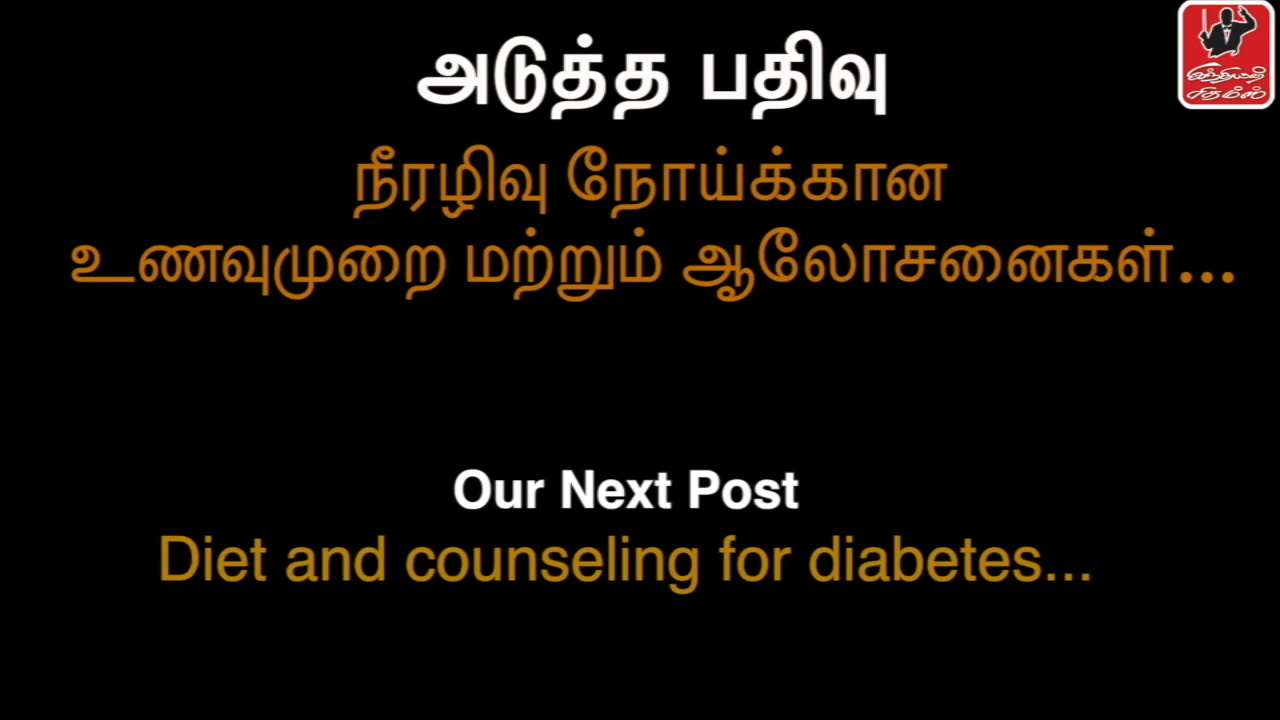 அடுத்த பதிவு
நீரழிவு நோய்க்கான
உணவுமுறை மற்றும் ஆலோசனைகள்...
Our Next Post
Diet and counseling for diabetes...